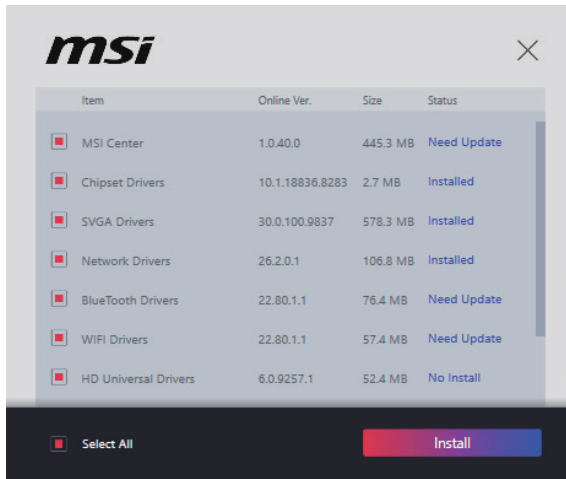 msi
Item Online Ver. Size Status
MSI Center 1.0.40.0 445.3 MB Need Update
Chipset Drivers 10.1.18836.8283 2.7 MB Installed
SVGA Drivers 30.0.100.9837 578.3 MB Installed
Network Drivers 26.2.0.1 106.8 MB Installed
BlueTooth Drivers 22.80.1.1 76.4 MB Need Update
WIFI Drivers 22.80.1.1 57.4 MB Need Update
HD Universal Drivers 6.0.9257.1 52.4 MB No Install
Select All Install